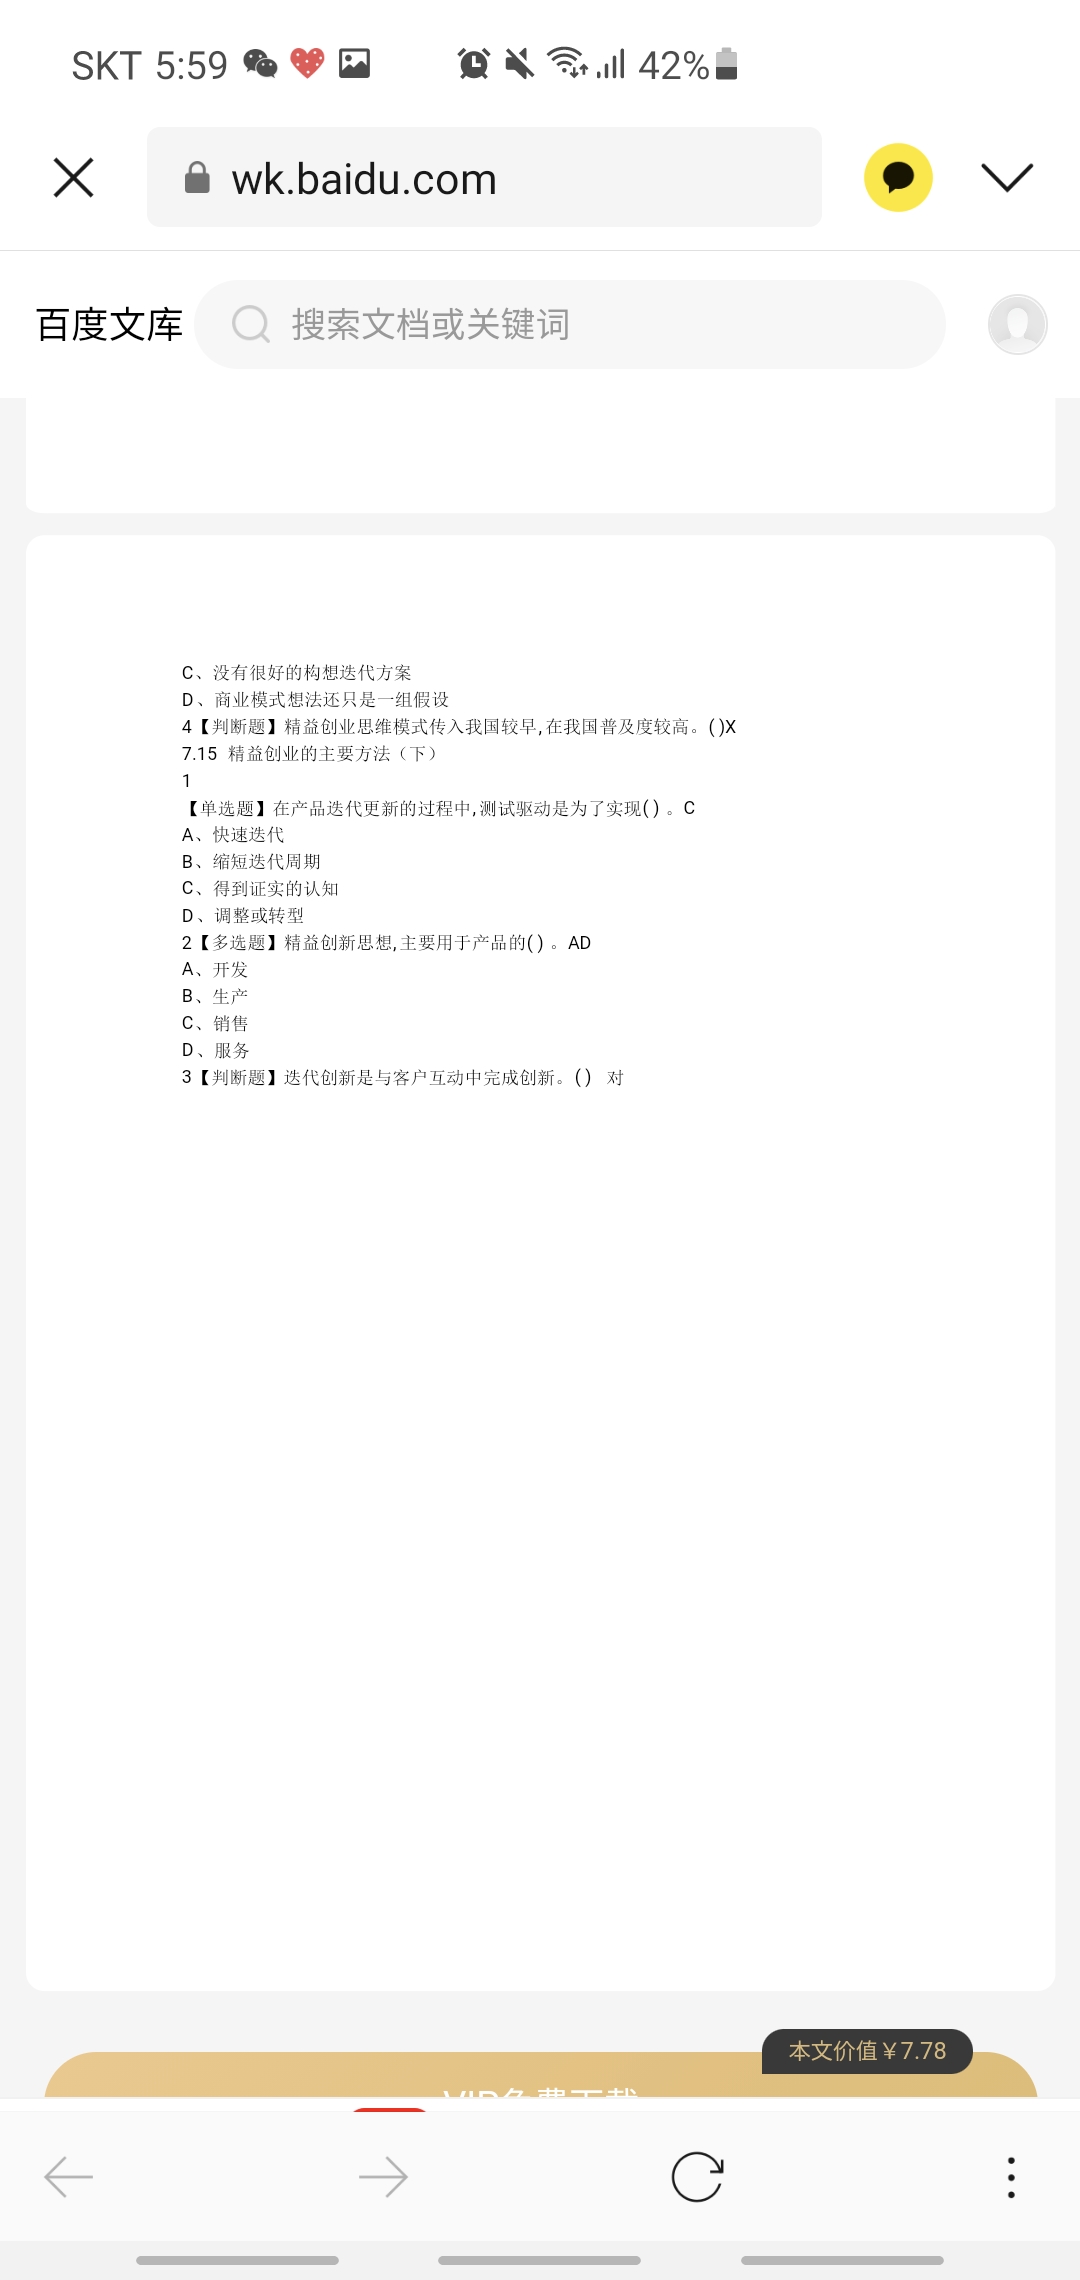 SKT 5:59 42%
wk.baidu.com
百度文库 搜索文档或关键词
C、没有很好的构想迭代方案
D、商业模式想法还只是一组假设
4【判断题】精益创业思维模式传入我国较早,在我国普及度较高。( )X
7.15 精益创业的主要方法（下）
1
【单选题】在产品迭代更新的过程中,测试驱动是为了实现( ) 。C
A、快速迭代
B、缩短迭代周期
C、得到证实的认知
D、调整或转型
2【多选题】精益创新思想,主要用于产品的( ) 。AD
A、开发
B、生产
C、销售
D、服务
3【判断题】迭代创新是与客户互动中完成创新。( ) 对
本文价值￥7.78
VIP免费下载